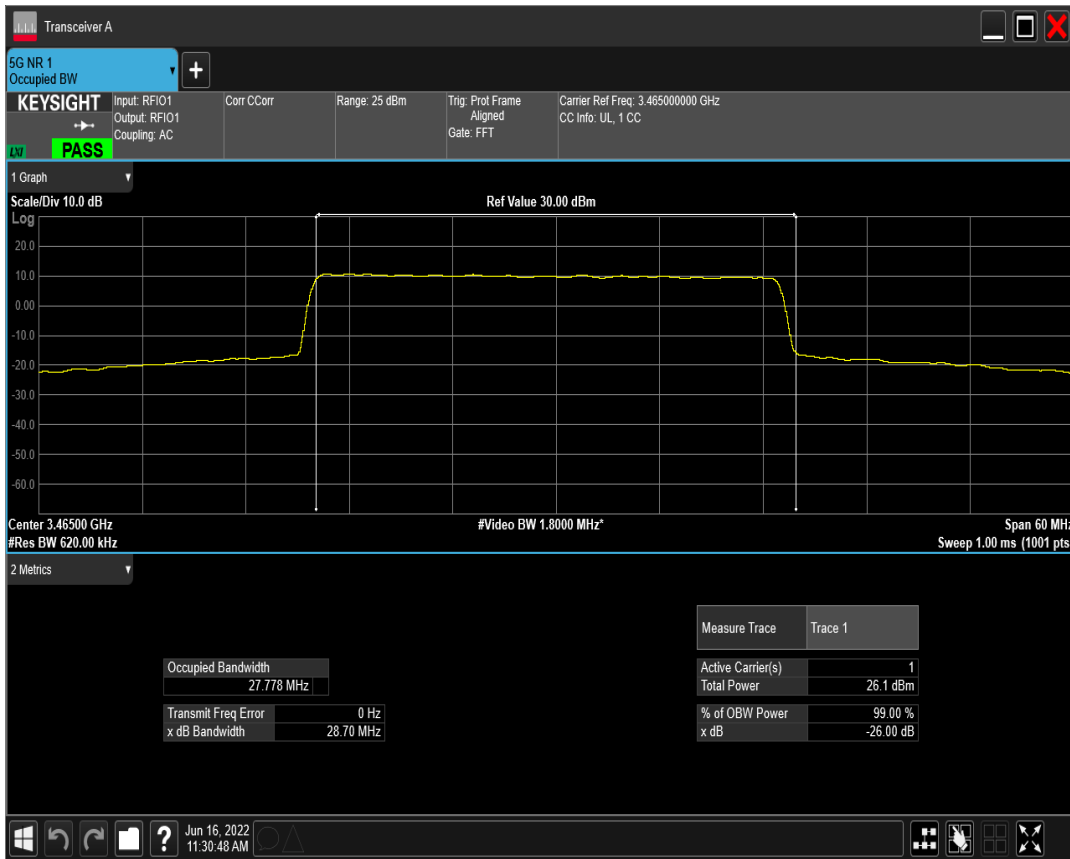 Transceiver A
5G NR 1
Occupied BW
+
KEYSIGHT
LXI
PASS
Input: RFIO1
Output: RFIO1
Coupling: AC
Corr CCorr
Range: 25 dBm
Trig: Prot Frame
Aligned
Gate: FFT
Carrier Ref Freq: 3.465000000 GHz
CC Info: UL, 1 CC
1 Graph
Scale/Div 10.0 dB
Ref Value 30.00 dBm
Log
20.0
10.0
0.00
-10.0
-20.0
-30.0
-40.0
-50.0
-60.0
Center 3.46500 GHz
#Video BW 1.8000 MHz*
Span 60 MHz
#Res BW 620.00 kHz
Sweep 1.00 ms (1001 pts
2 Metrics
Measure Trace Trace 1
Occupied Bandwidth
27.778 MHz
Active Carrier(s) 1
Total Power 26.1 dBm
Transmit Freq Error 0 Hz
x dB Bandwidth 28.70 MHz
% of OBW Power 99.00 %
x dB -26.00 dB
?
Jun 16, 2022
11:30:48 AM